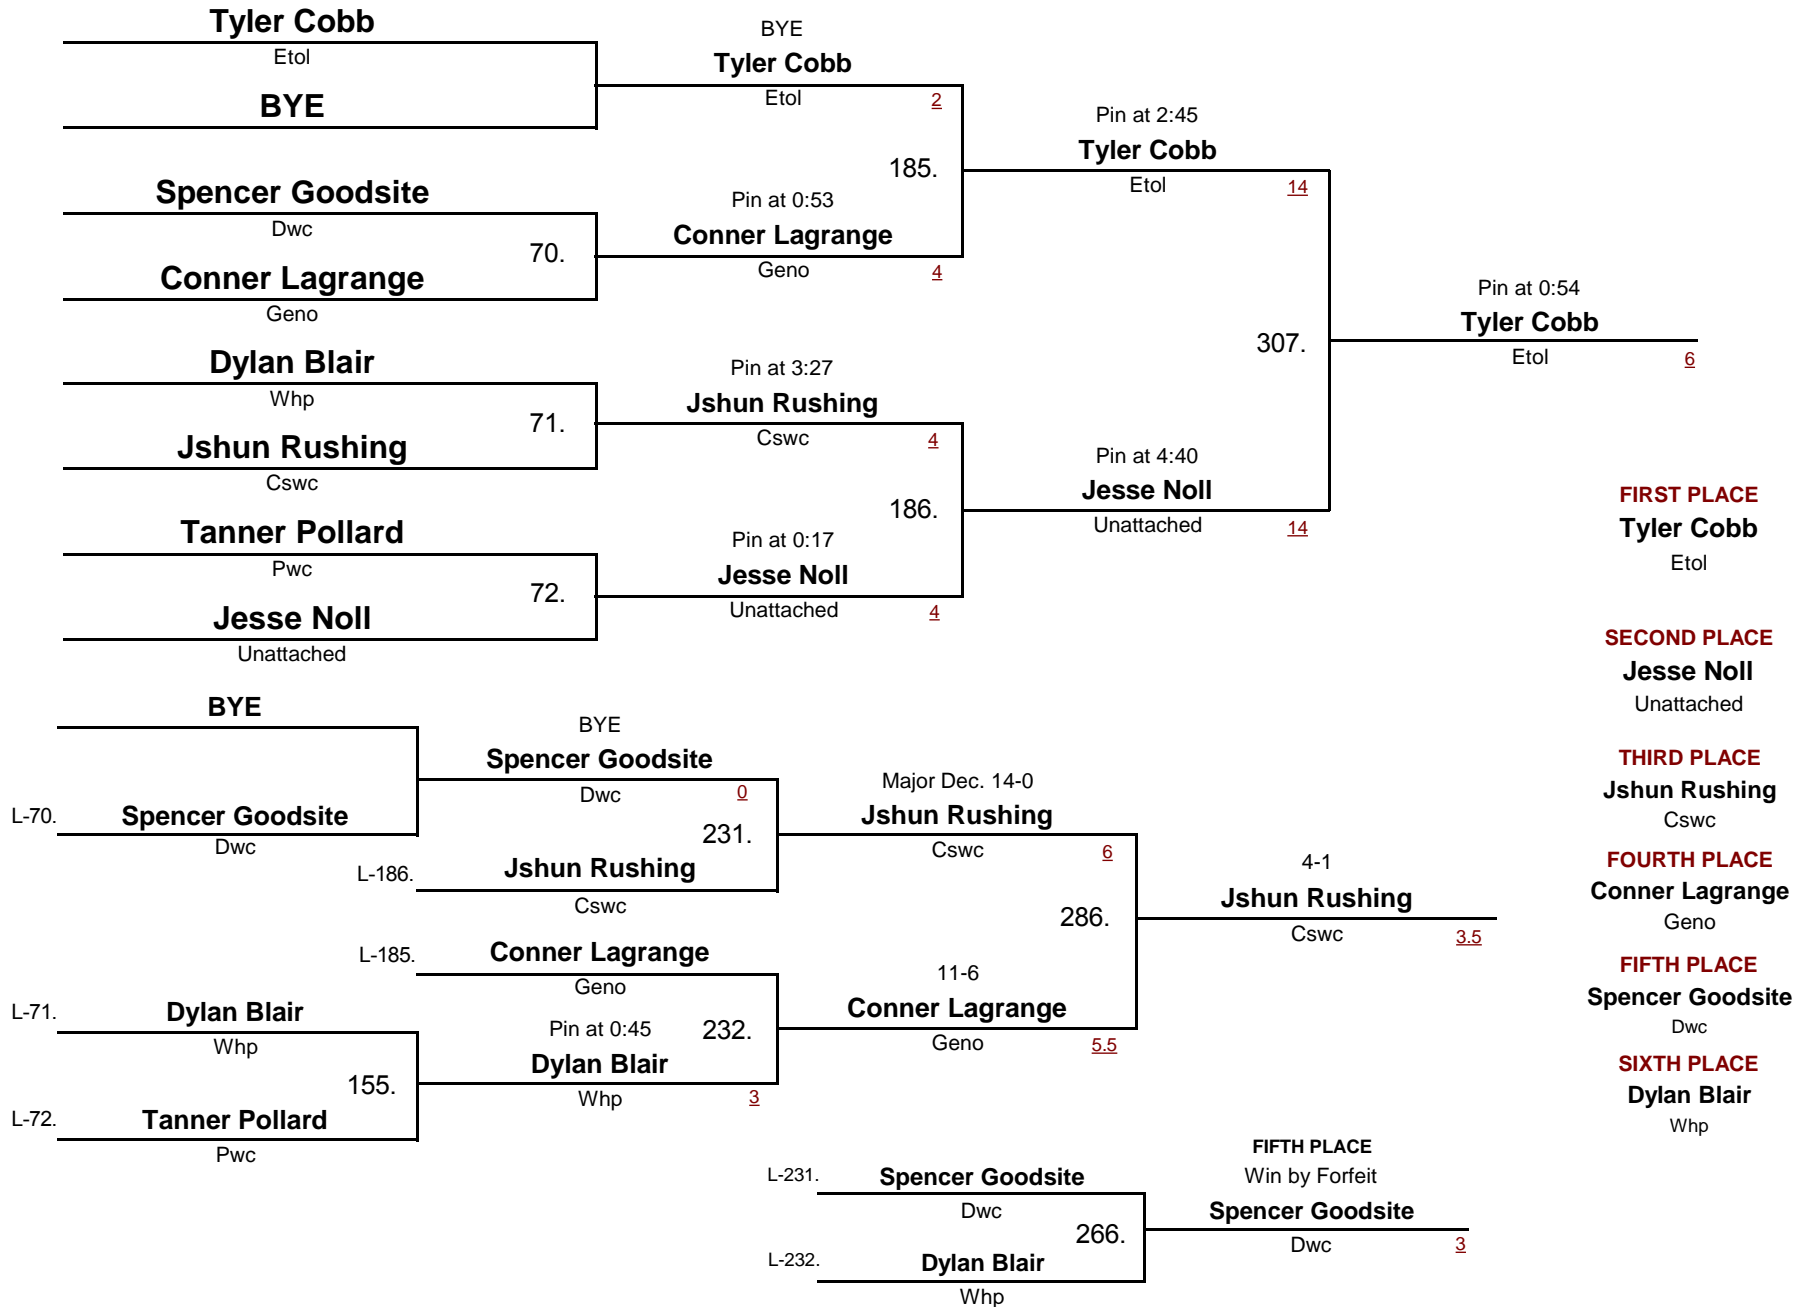 Tyler Cobb
Etol
BYE
Spencer Goodsite
Dwc
70.
Conner Lagrange
Geno
Dylan Blair
Whp
71.
Jshun Rushing
Cswc
Tanner Pollard
Pwc
72.
Jesse Noll
Unattached
BYE
Tyler Cobb
Etol
2
185.
Pin at 0:53
Conner Lagrange
Geno
4
Pin at 3:27
Jshun Rushing
Cswc
4
186.
Pin at 0:17
Jesse Noll
Unattached
4
Pin at 2:45
Tyler Cobb
Etol
14
307.
Pin at 4:40
Jesse Noll
Unattached
14
Pin at 0:54
Tyler Cobb
Etol
6
FIRST PLACE
Tyler Cobb
Etol
SECOND PLACE
Jesse Noll
Unattached
THIRD PLACE
Jshun Rushing
Cswc
FOURTH PLACE
Conner Lagrange
Geno
FIFTH PLACE
Spencer Goodsite
Dwc
SIXTH PLACE
Dylan Blair
Whp
BYE
L-70.
Spencer Goodsite
Dwc
L-71.
Dylan Blair
Whp
155.
L-72.
Tanner Pollard
Pwc
BYE
Spencer Goodsite
Dwc
0
231.
L-186.
Jshun Rushing
Cswc
L-185.
Conner Lagrange
Geno
Pin at 0:45
232.
Dylan Blair
Whp
3
Major Dec. 14-0
Jshun Rushing
Cswc
6
286.
11-6
Conner Lagrange
Geno
5.5
4-1
Jshun Rushing
Cswc
3.5
L-231.
Spencer Goodsite
Dwc
266.
L-232.
Dylan Blair
Whp
FIFTH PLACE
Win by Forfeit
Spencer Goodsite
Dwc
3